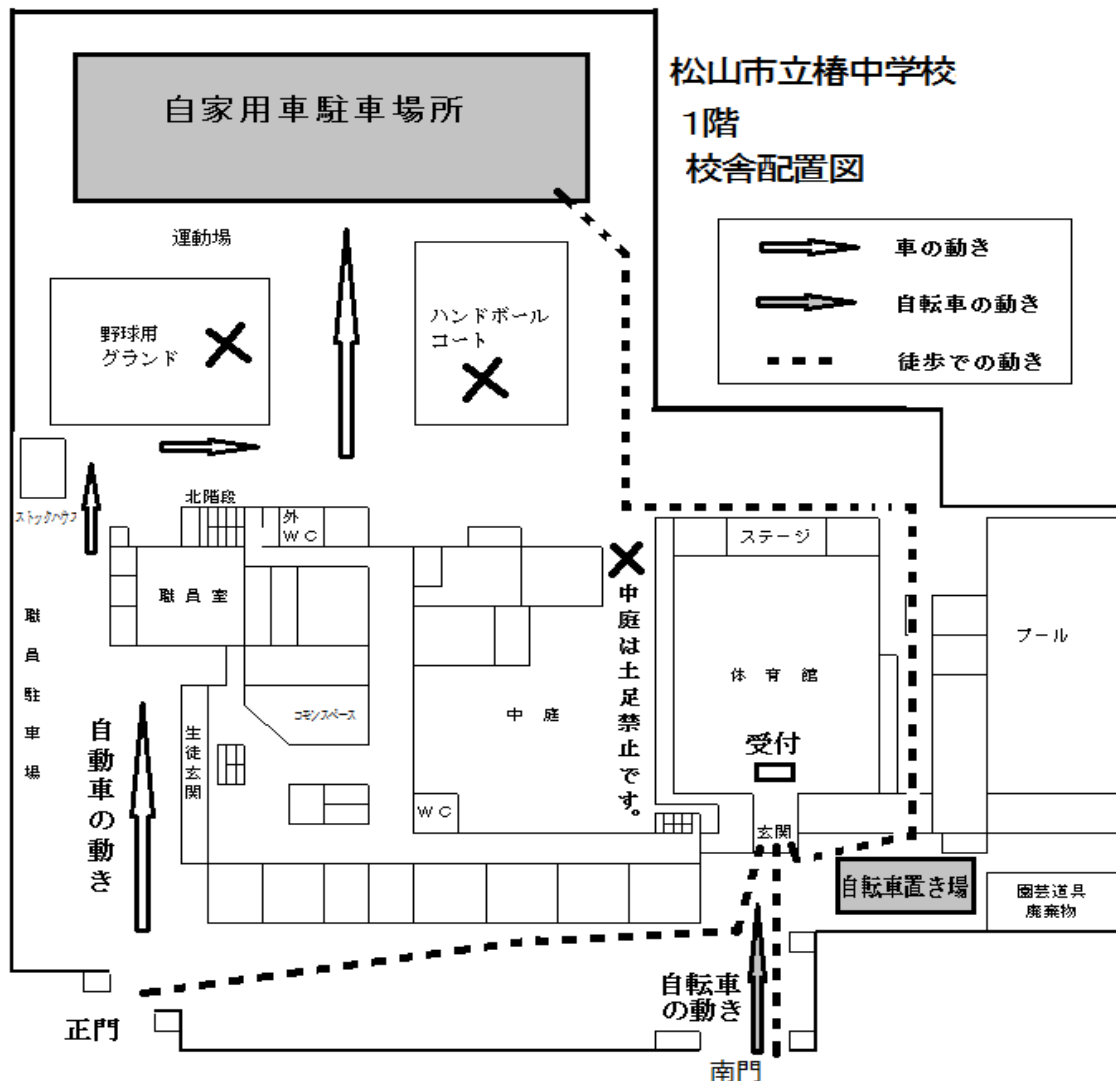 松山市立椿中学校
1階
校舎配置図
自家用車駐車場所
車の動き
自転車の動き
徒歩での動き
運動場
野球用
グランド
ハンドボール
コート
ストックハウス
北階段
外
WC
職員室
職員駐車場
自動車の動き
生徒玄関
コモンスペース
中庭
WC
中庭は土足禁止です。
ステージ
体育館
受付
玄関
プール
自転車置き場
園芸道具
廃棄物
自転車
の動き
正門
南門